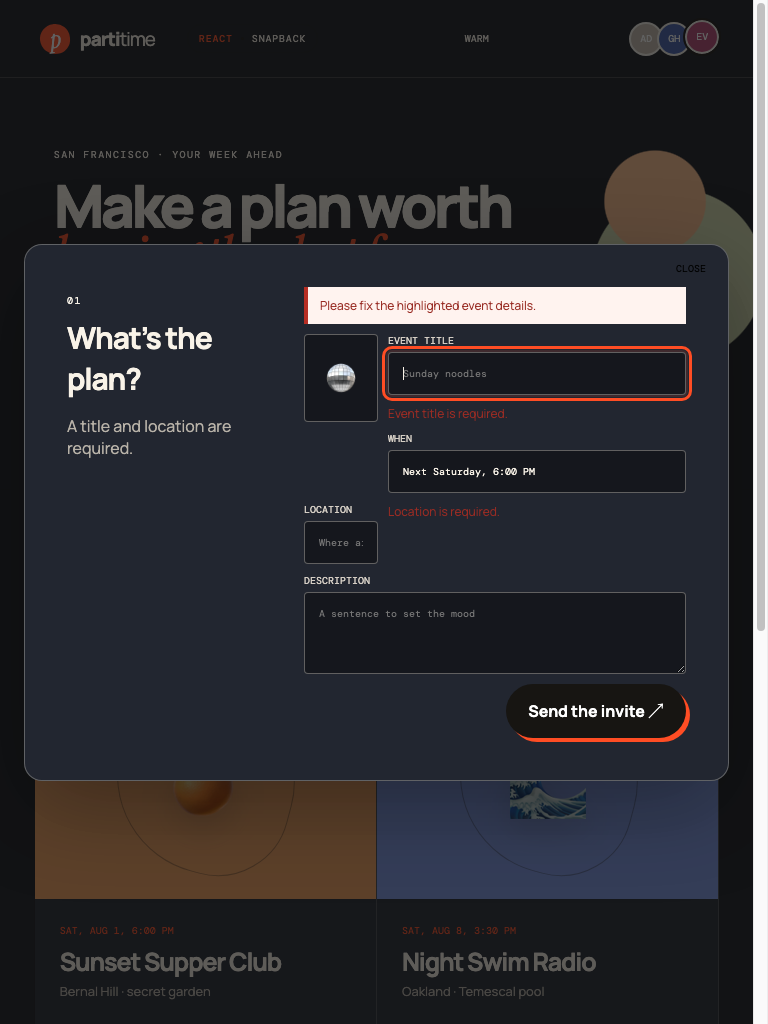 partitime
REACT
SNAPBACK
WARM
AD
GH
EV
SAN FRANCISCO · YOUR WEEK AHEAD
Make a plan worth
CLOSE
01
What's the
plan?
A title and location are
required.
Please fix the highlighted event details.
EVENT TITLE
Sunday noodles
Event title is required.
WHEN
Next Saturday, 6:00 PM
LOCATION
Location is required.
Where a
DESCRIPTION
A sentence to set the mood
Send the invite ↗
SAT, AUG 1, 6:00 PM
Sunset Supper Club
Bernal Hill · secret garden
SAT, AUG 8, 3:30 PM
Night Swim Radio
Oakland · Temescal pool